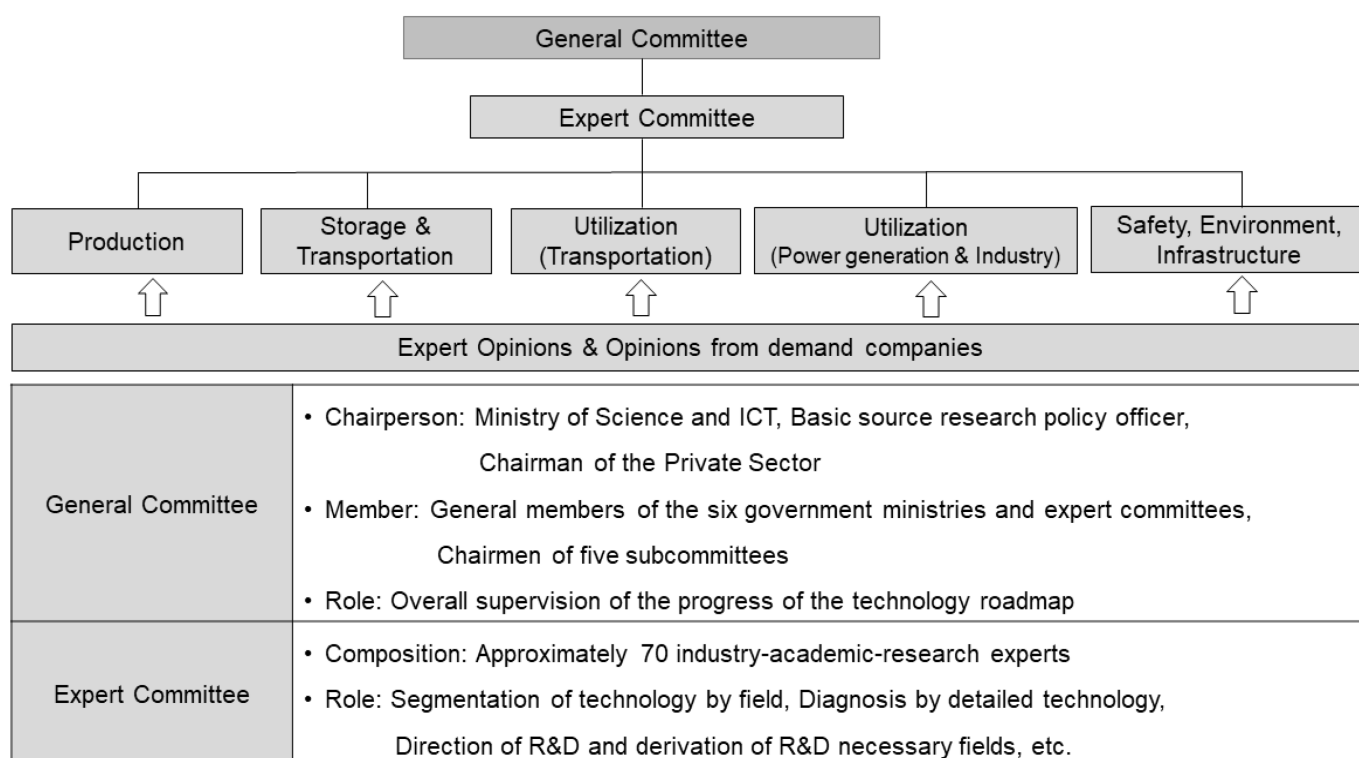 General Committee
Expert Committee
Production
Storage &
Transportation
Utilization
(Transportation)
Utilization
(Power generation & Industry)
Safety, Environment,
Infrastructure
Expert Opinions & Opinions from demand companies
General Committee
• Chairperson: Ministry of Science and ICT, Basic source research policy officer,
Chairman of the Private Sector
• Member: General members of the six government ministries and expert committees,
Chairmen of five subcommittees
• Role: Overall supervision of the progress of the technology roadmap
Expert Committee
• Composition: Approximately 70 industry-academic-research experts
• Role: Segmentation of technology by field, Diagnosis by detailed technology,
Direction of R&D and derivation of R&D necessary fields, etc.